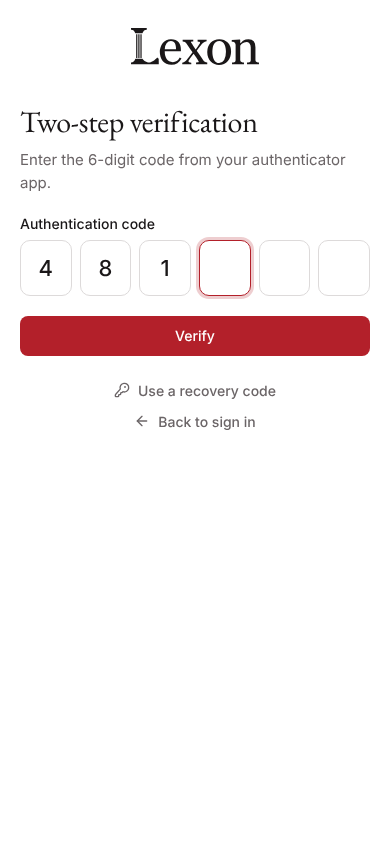 Lexon
Two-step verification
Enter the 6-digit code from your authenticator
app.
Authentication code
4 8 1
Verify
Use a recovery code
Back to sign in